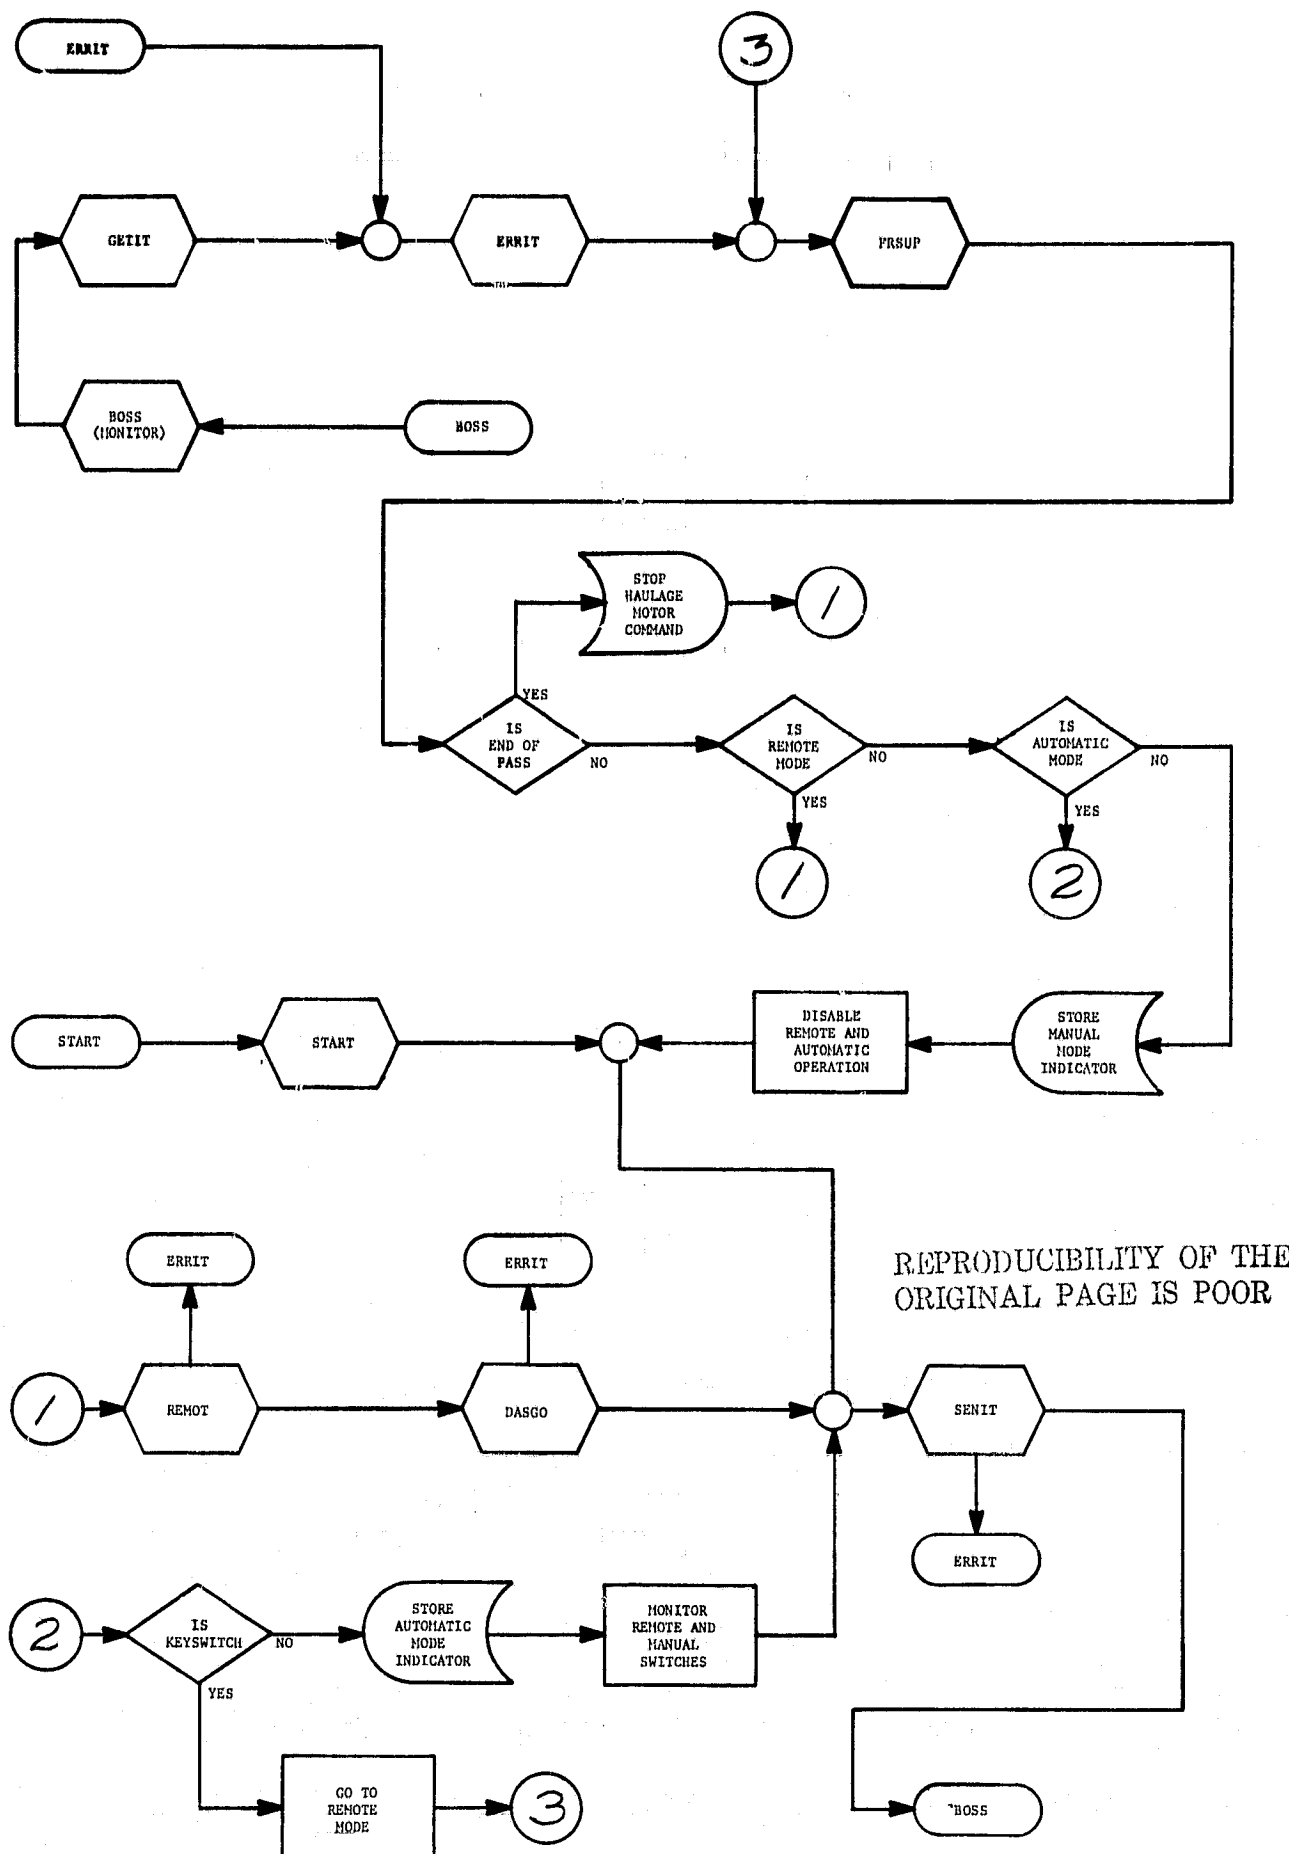 ERRIT
3
GETIT
ERRIT
PRSUP
BOSS
(MONITOR)
BOSS
STOP
HAULAGE
MOTOR
COMMAND
1
YES
IS
END OF
PASS
NO
IS
REMOTE
MODE
NO
YES
1
IS
AUTOMATIC
MODE
NO
YES
2
START
START
DISABLE
REMOTE AND
AUTOMATIC
OPERATION
STORE
MANUAL
MODE
INDICATOR
ERRIT
ERRIT
REPRODUCIBILITY OF THE
ORIGINAL PAGE IS POOR
1
REMOT
DASGO
SENIT
ERRIT
2
IS
KEYSWITCH
NO
YES
STORE
AUTOMATIC
MODE
INDICATOR
MONITOR
REMOTE AND
MANUAL
SWITCHES
GO TO
REMOTE
MODE
3
BOSS